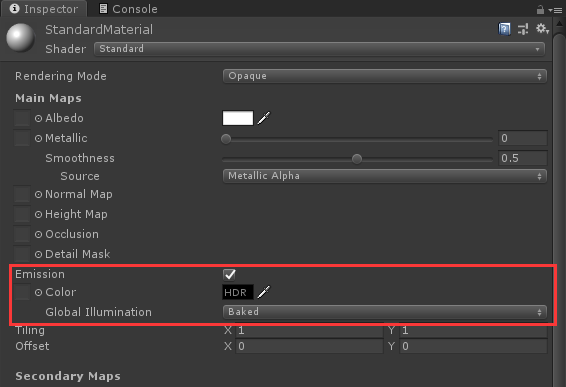 Inspector Console
StandardMaterial
Shader Standard
Rendering Mode Opaque
Main Maps
Albedo
Metallic 0
Smoothness 0.5
Source Metallic Alpha
Normal Map
Height Map
Occlusion
Detail Mask
Emission
Color HDR
Global Illumination Baked
Tiling X 1 Y 1
Offset X 0 Y 0
Secondary Maps